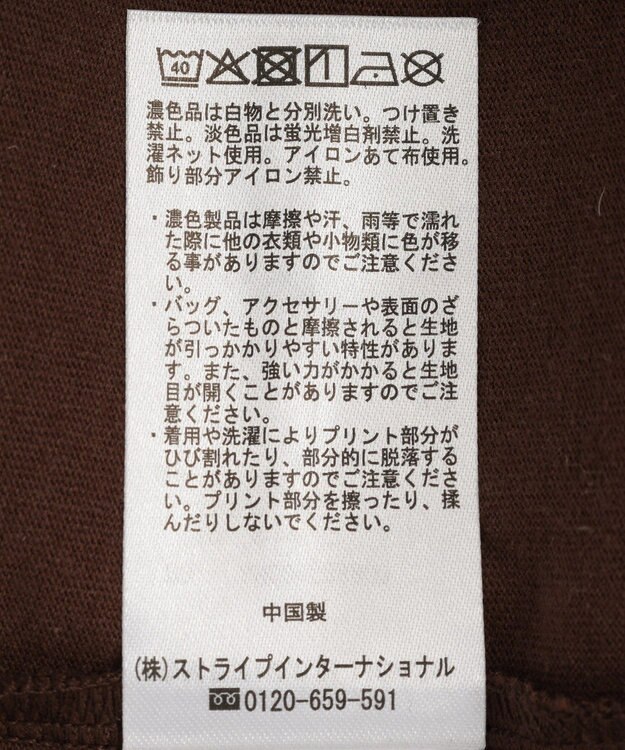 40
濃色品は白物と分別洗い。つけ置き
禁止。淡色品は蛍光増白剤禁止。洗
濯ネット使用。アイロンあて布使用。
飾り部分アイロン禁止。
・濃色製品は摩擦や汗、雨等で濡れ
た際に他の衣類や小物類に色が移
る事がありますのでご注意くださ
い。
・バッグ、アクセサリーや表面のざ
らついたものと摩擦されると生地
が引っかかりやすい特性がありま
す。また、強い力がかかると生地
目が開くことがありますのでご注
意ください。
・着用や洗濯によりプリント部分が
ひび割れたり、部分的に脱落する
ことがありますのでご注意くださ
い。プリント部分を擦ったり、揉
んだりしないでください。
中国製
(株)ストライプインターナショナル
0120-659-591